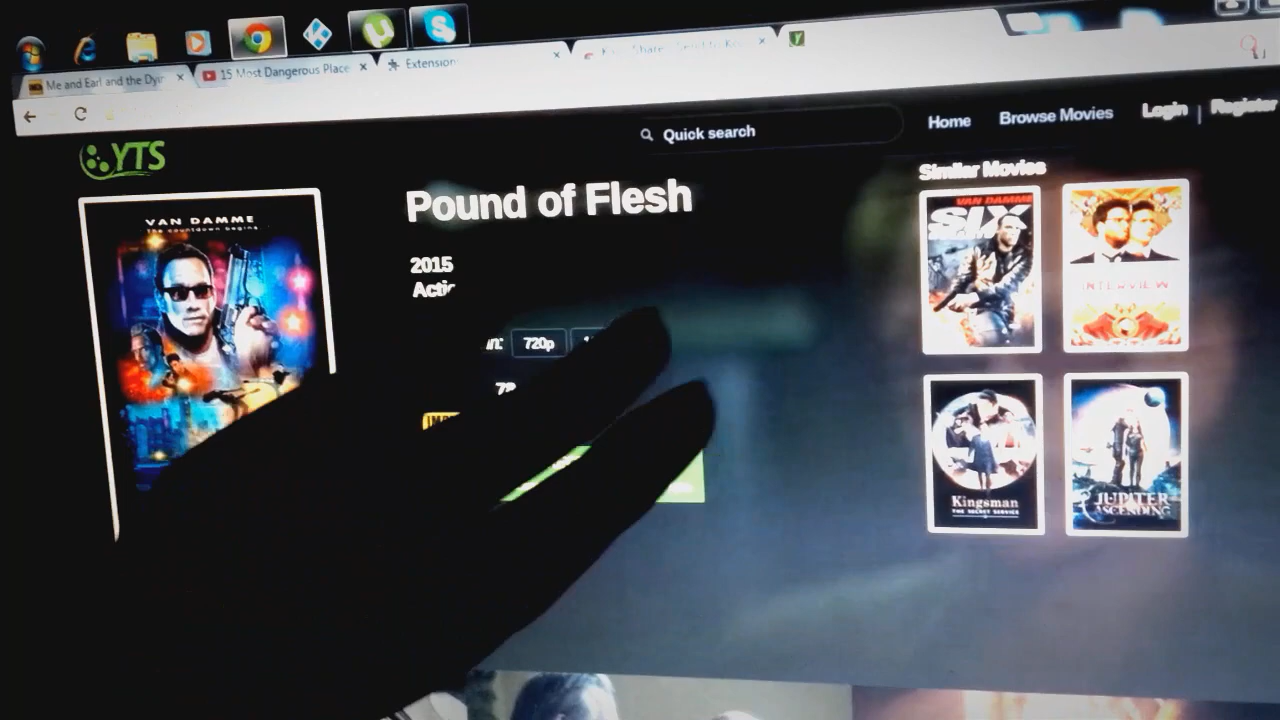 Me and Earl and the Dyin
15 Most Dangerous Place
Extension
Quick search
Home
Browse Movies
Login
Register
YTS
Similar Movies
Pound of Flesh
2015
Actio
720p
VAN DAMME
the countdown begins
VAN DAMME
SIX
INTERVIEW
Kingsman
THE SECRET SERVICE
JUPITER
ASCENDING